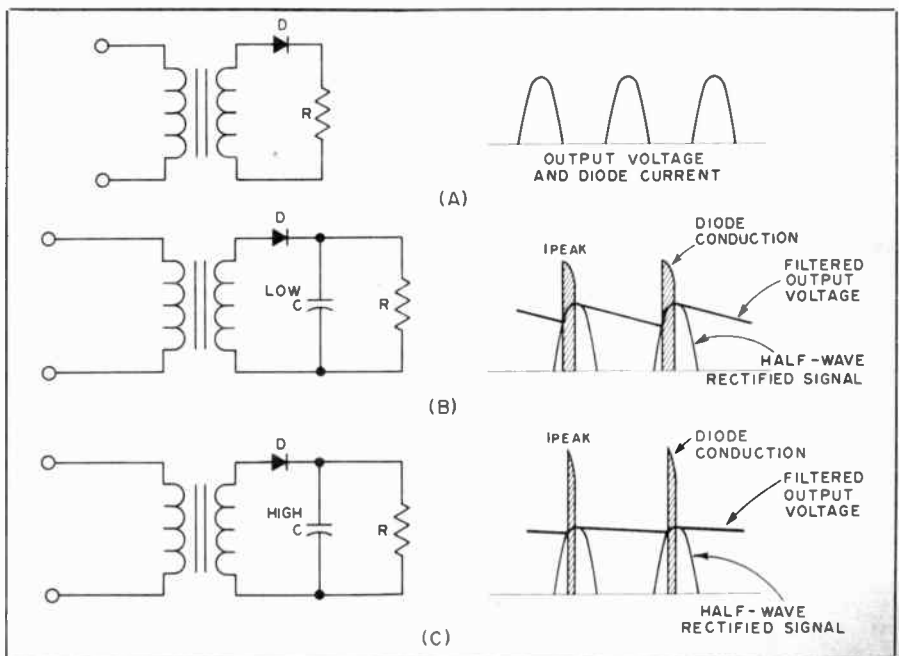 D
R
OUTPUT VOLTAGE
AND DIODE CURRENT
(A)
D
LOW
C
R
IPEAK
DIODE
CONDUCTION
FILTERED
OUTPUT
VOLTAGE
HALF-WAVE
RECTIFIED SIGNAL
(B)
D
HIGH
C
R
IPEAK
DIODE
CONDUCTION
FILTERED
OUTPUT
VOLTAGE
HALF-WAVE
RECTIFIED SIGNAL
(C)